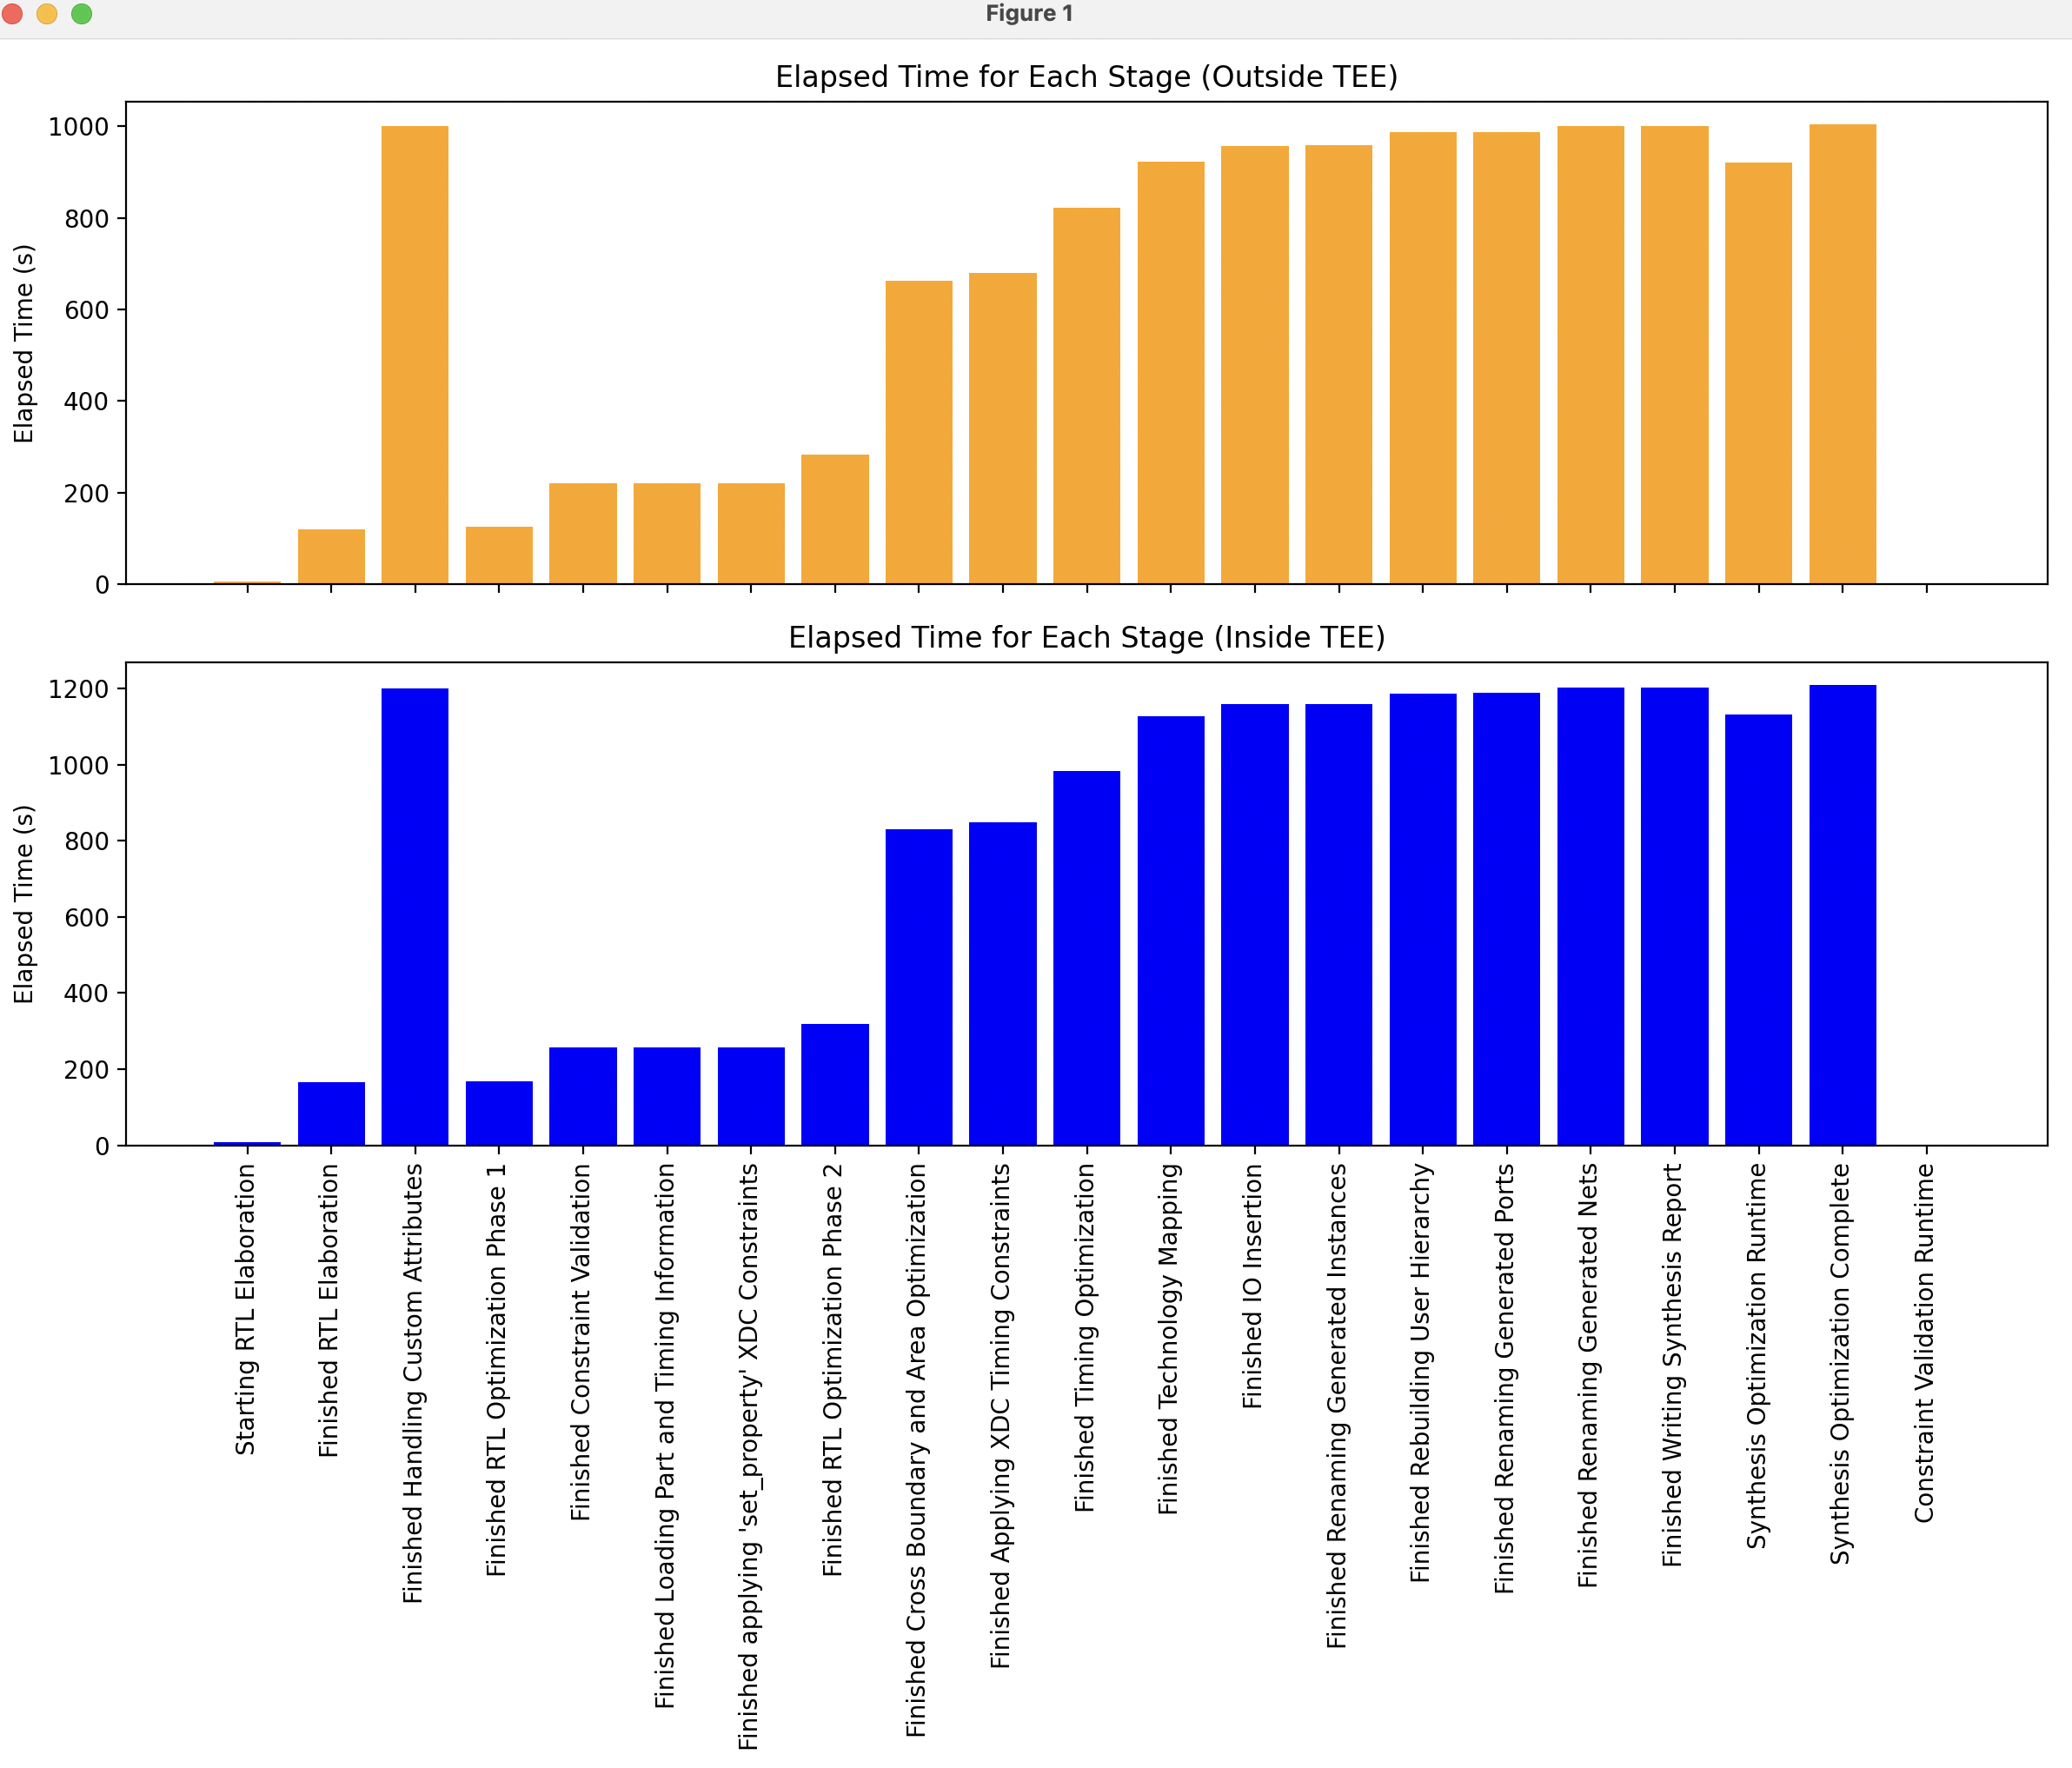 Figure 1
Elapsed Time for Each Stage (Outside TEE)
Elapsed Time (s)
1000
800
600
400
200
0
Elapsed Time for Each Stage (Inside TEE)
Elapsed Time (s)
1200
1000
800
600
400
200
0
Starting RTL Elaboration
Finished RTL Elaboration
Finished Handling Custom Attributes
Finished RTL Optimization Phase 1
Finished Constraint Validation
Finished Loading Part and Timing Information
Finished applying 'set_property' XDC Constraints
Finished RTL Optimization Phase 2
Finished Cross Boundary and Area Optimization
Finished Applying XDC Timing Constraints
Finished Timing Optimization
Finished Technology Mapping
Finished IO Insertion
Finished Renaming Generated Instances
Finished Rebuilding User Hierarchy
Finished Renaming Generated Ports
Finished Renaming Generated Nets
Finished Writing Synthesis Report
Synthesis Optimization Runtime
Synthesis Optimization Complete
Constraint Validation Runtime